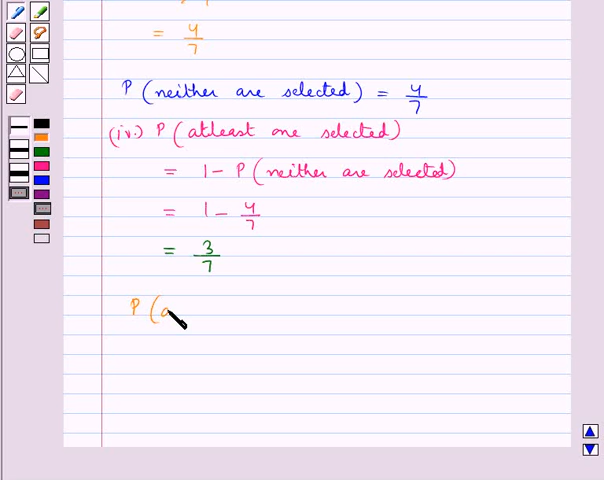 = 4/7
P (neither are selected) = 4/7
(iv.) P (atleast one selected)
= 1 - P (neither are selected)
= 1 - 4/7
= 3/7
P (a